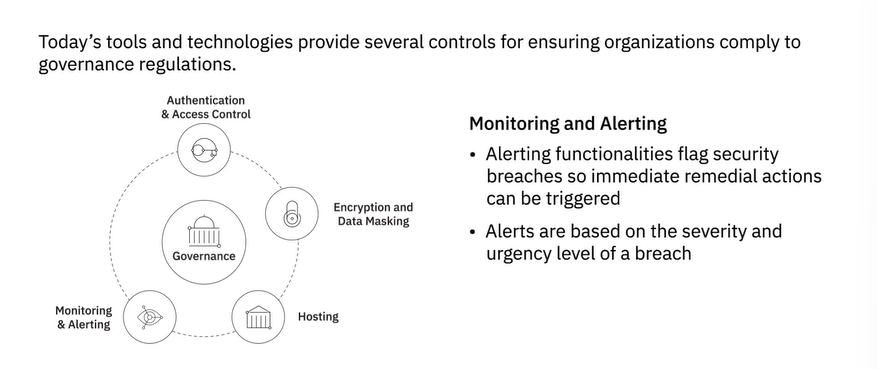 Today's tools and technologies provide several controls for ensuring organizations comply to
governance regulations.
Authentication
& Access Control
Encryption and
Data Masking
Governance
Monitoring
& Alerting
Hosting
Monitoring and Alerting
• Alerting functionalities flag security
breaches so immediate remedial actions
can be triggered
• Alerts are based on the severity and
urgency level of a breach